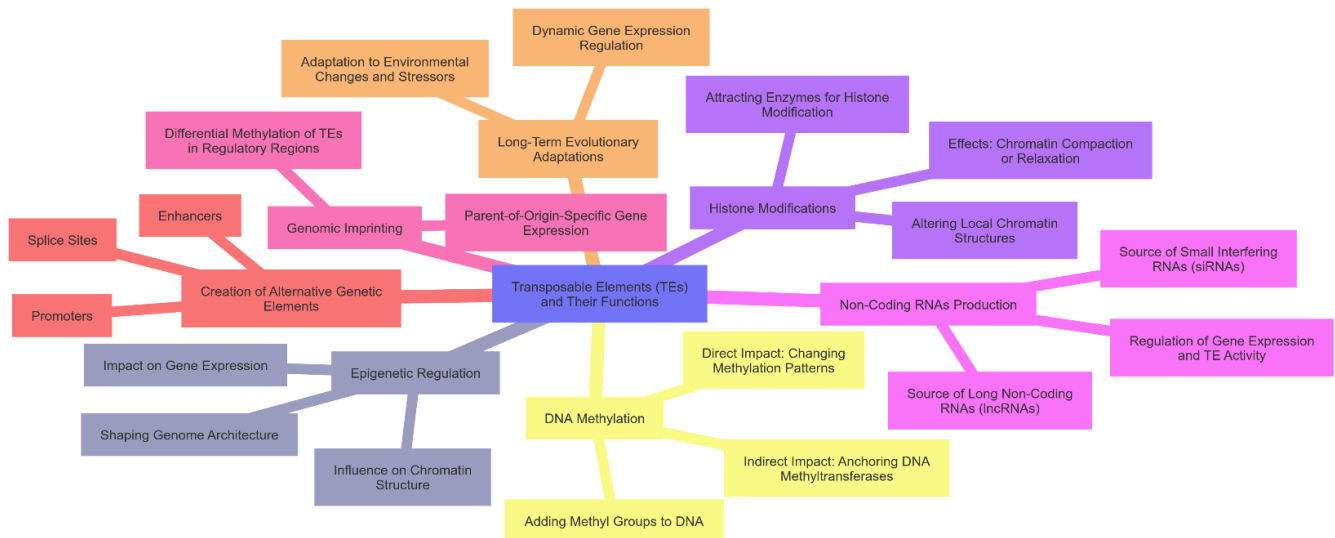 Dynamic Gene Expression
Regulation
Adaptation to Environmental
Changes and Stressors
Attracting Enzymes for Histone
Modification
Differential Methylation of TEs
in Regulatory Regions
Long-Term Evolutionary
Adaptations
Effects: Chromatin Compaction
or Relaxation
Enhancers
Genomic Imprinting
Parent-of-Origin-Specific Gene
Expression
Histone Modifications
Altering Local Chromatin
Structures
Splice Sites
Source of Small Interfering
RNAs (siRNAs)
Creation of Alternative Genetic
Elements
Transposable Elements (TEs)
and Their Functions
Non-Coding RNAs Production
Promoters
Regulation of Gene Expression
and TE Activity
Impact on Gene Expression
Epigenetic Regulation
Direct Impact: Changing
Methylation Patterns
Source of Long Non-Coding
RNAs (lncRNAs)
DNA Methylation
Shaping Genome Architecture
Influence on Chromatin
Structure
Indirect Impact: Anchoring DNA
Methyltransferases
Adding Methyl Groups to DNA